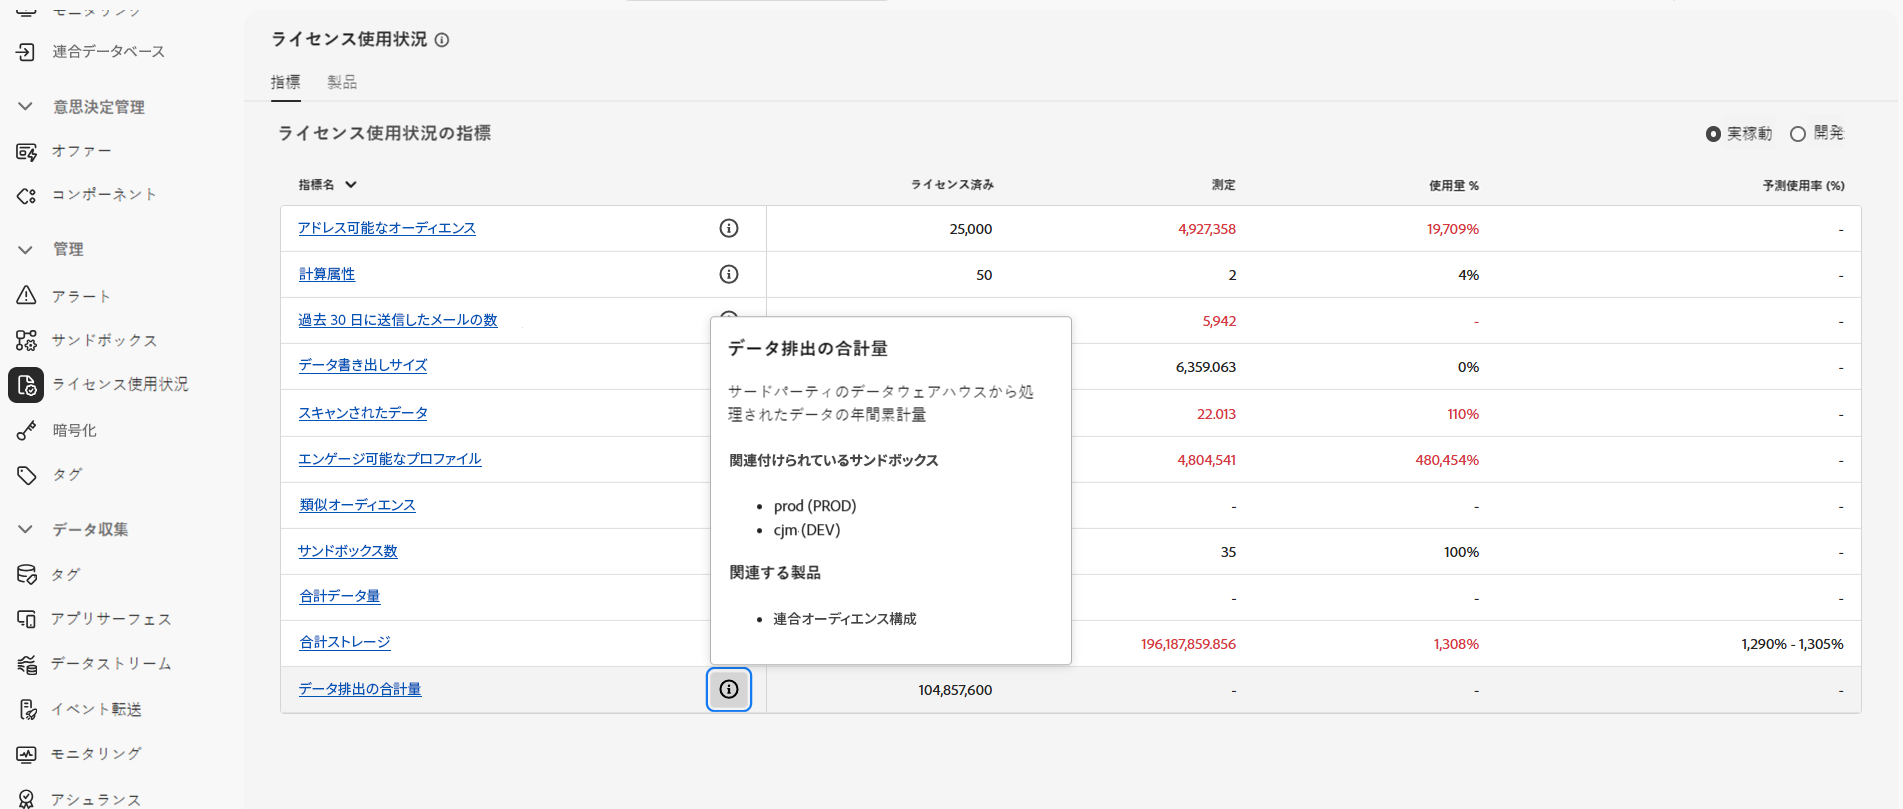 モニタリング
連合データベース
意思決定管理
オファー
コンポーネント
管理
アラート
サンドボックス
ライセンス使用状況
暗号化
タグ
データ収集
タグ
アプリサーフェス
データストリーム
イベント転送
モニタリング
アシュランス
ライセンス使用状況
指標 製品
ライセンス使用状況の指標
実稼動 開発
指標名 ライセンス済み 測定 使用量 % 予測使用率 (%)
アドレス可能なオーディエンス 25,000 4,927,358 19,709% -
計算属性 50 2 4% -
過去 30 日に送信したメールの数 5,942 - -
データ書き出しサイズ 6,359.063 0% -
スキャンされたデータ 22.013 110% -
エンゲージ可能なプロファイル 4,804,541 480,454% -
類似オーディエンス - - -
サンドボックス数 35 100% -
合計データ量 - - -
合計ストレージ 196,187,859.856 1,308% 1,290% - 1,305%
データ排出の合計量 104,857,600 - - -
データ排出の合計量
サードパーティのデータウェアハウスから処
理されたデータの年間累計量
関連付けられているサンドボックス
• prod (PROD)
• cjm (DEV)
関連する製品
• 連合オーディエンス構成